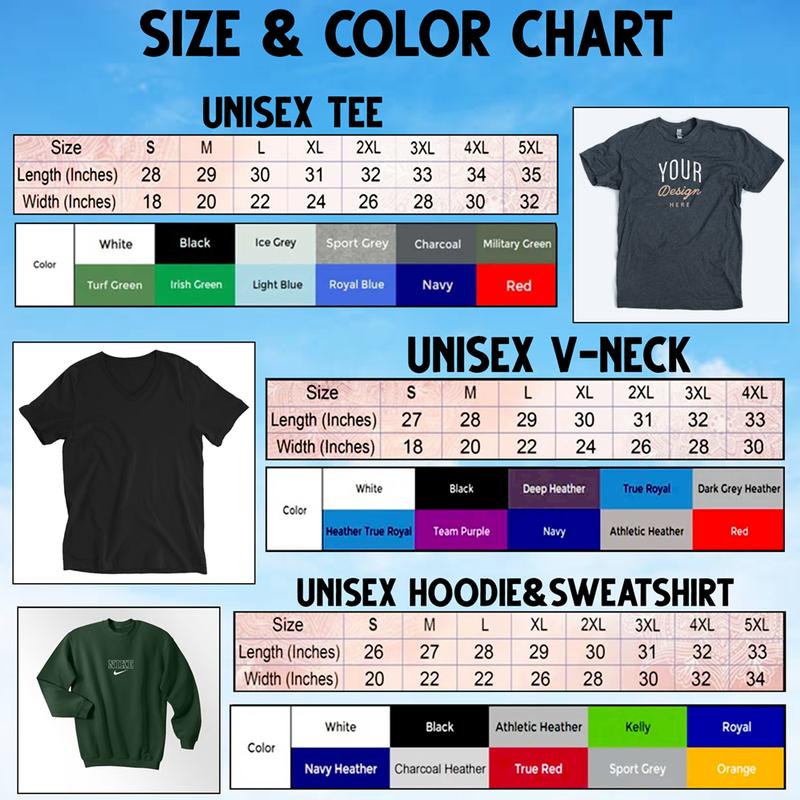 SIZE & COLOR CHART
UNISEX TEE
Size S M L XL 2XL 3XL 4XL 5XL
Length (Inches) 28 29 30 31 32 33 34 35
Width (Inches) 18 20 22 24 26 28 30 32
Color
White Black Ice Grey Sport Grey Charcoal Military Green
Turf Green Irish Green Light Blue Royal Blue Navy Red
YOUR
Design
HERE
UNISEX V-NECK
Size S M L XL 2XL 3XL 4XL
Length (Inches) 27 28 29 30 31 32 33
Width (Inches) 18 20 22 24 26 28 30
Color
White Black Deep Heather True Royal Dark Grey Heather
Heather True Royal Team Purple Navy Athletic Heather Red
UNISEX HOODIE&SWEATSHIRT
Size S M L XL 2XL 3XL 4XL 5XL
Length (Inches) 26 27 28 29 30 31 32 33
Width (Inches) 20 22 22 26 28 30 32 34
NIKE
Color
White Black Athletic Heather Kelly Royal
Navy Heather Charcoal Heather True Red Sport Grey Orange